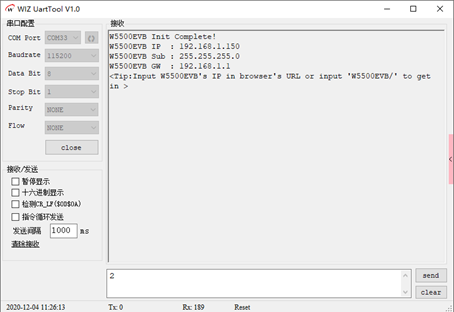 WIZ UartTool V1.0
串口配置
COM Port COM33 {}
Baudrate 115200
Data Bit 8
Stop Bit 1
Parity NONE
Flow NONE
close
接收/发送
暂停显示
十六进制显示
检测CR_LF($0D$0A)
指令循环发送
发送间隔 1000 ms
清除接收
接收
W5500EVB Init Complete!
W5500EVB IP : 192.168.1.150
W5500EVB Sub : 255.255.255.0
W5500EVB GW : 192.168.1.1
<Tip:Input W5500EVB's IP in browser's URL or input 'W5500EVB/' to get
in >
2
send
clear
2020-12-04 11:26:13 Tx: 0 Rx: 189 Reset